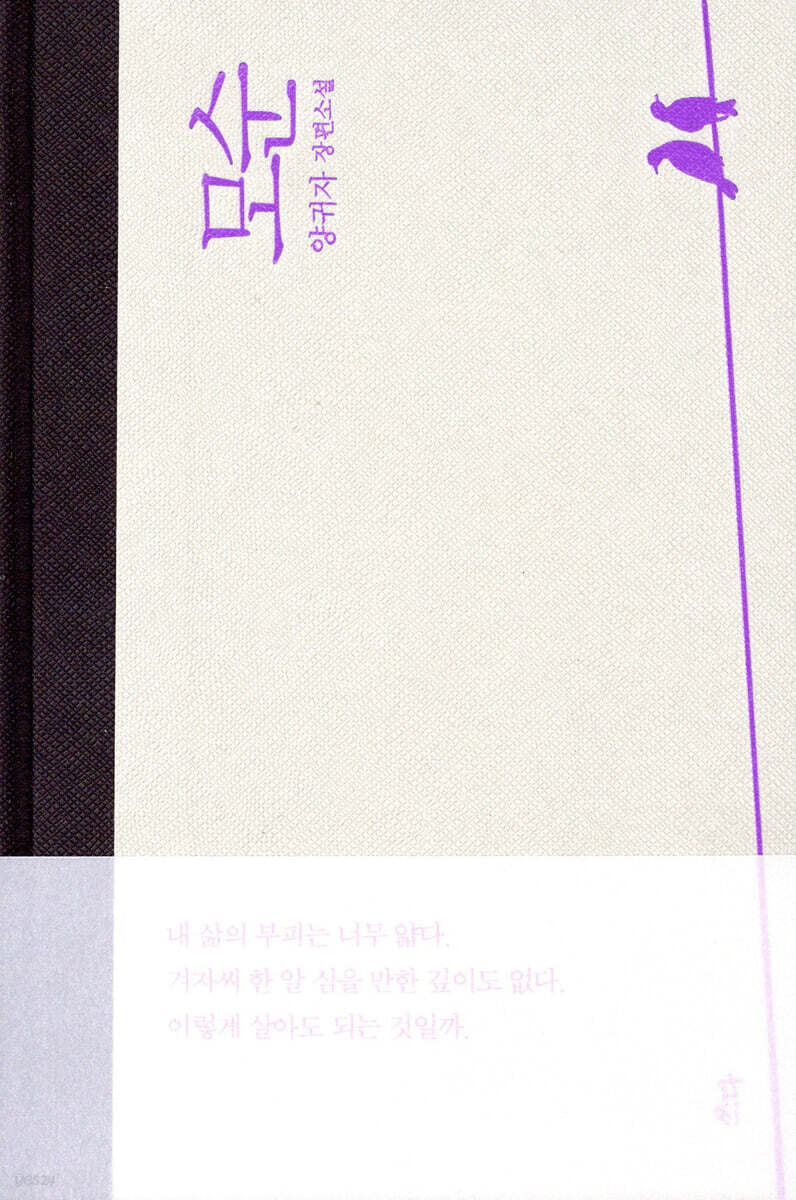 모순
양귀자 장편소설
내 삶의 부피는 너무 얇다.
겨자씨 한 알 심을 만한 깊이도 없다.
이렇게 살아도 되는 것일까.
쓰다
YES24